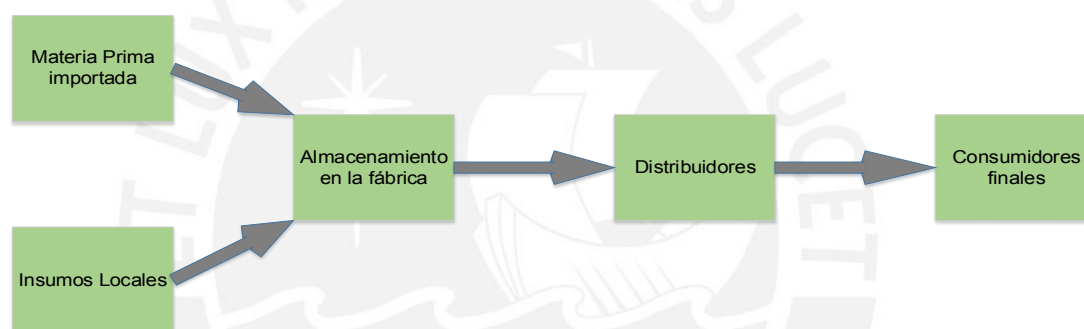 Materia Prima
importada
Insumos Locales
Almacenamiento
en la fábrica
Distribuidores
Consumidores
finales